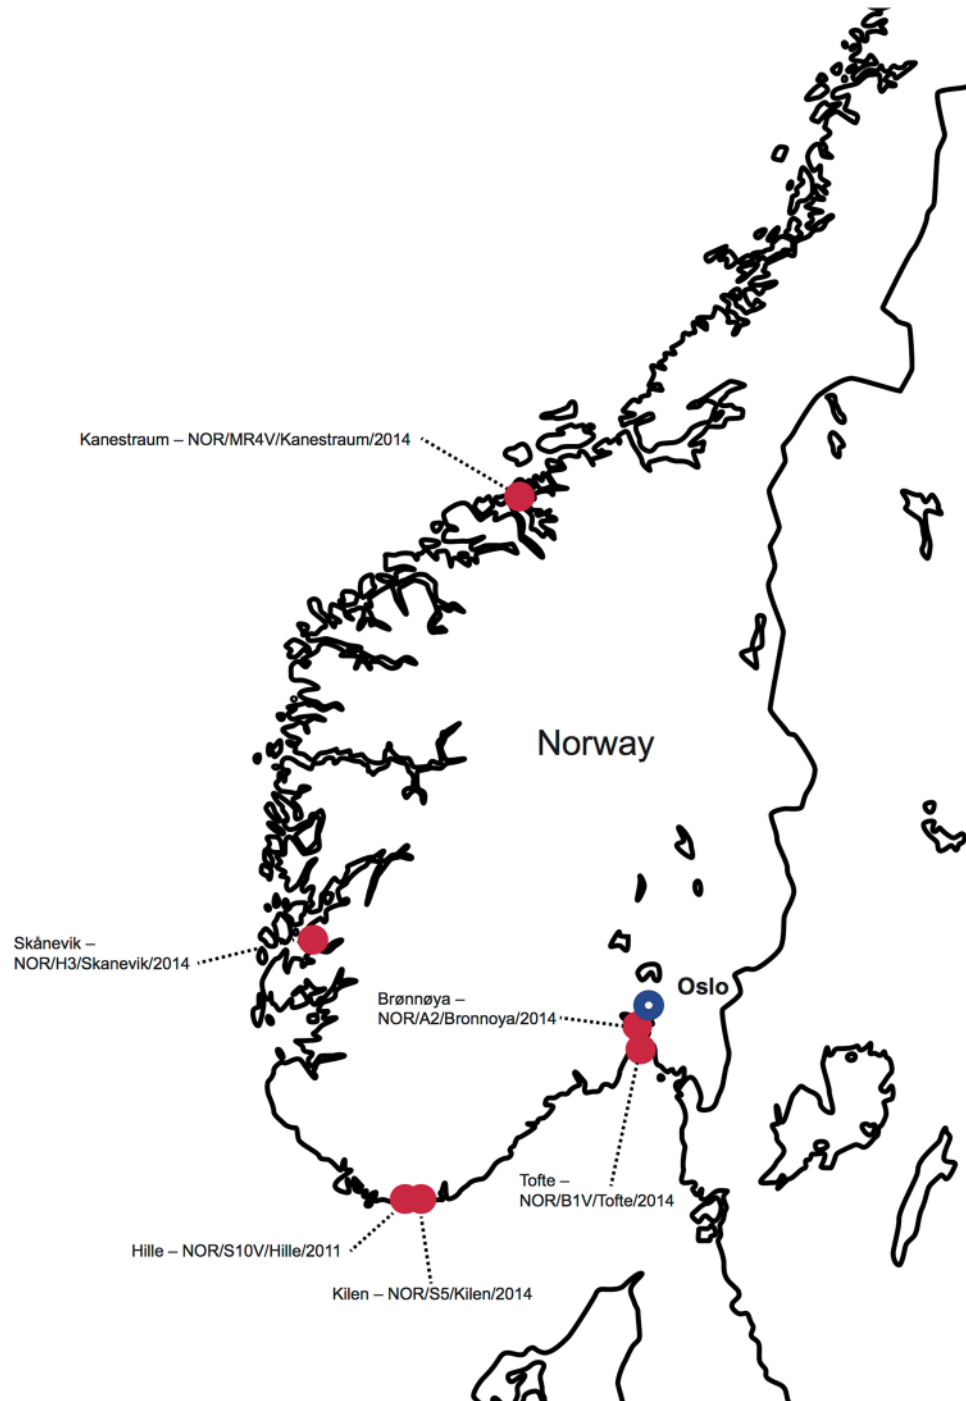 Kanestraum – NOR/MR4V/Kanestraum/2014
Norway
Skånevik –
NOR/H3/Skanevik/2014
Oslo
Brønnøya –
NOR/A2/Bronnoya/2014
Tofte –
NOR/B1V/Tofte/2014
Hille – NOR/S10V/Hille/2011
Kilen – NOR/S5/Kilen/2014